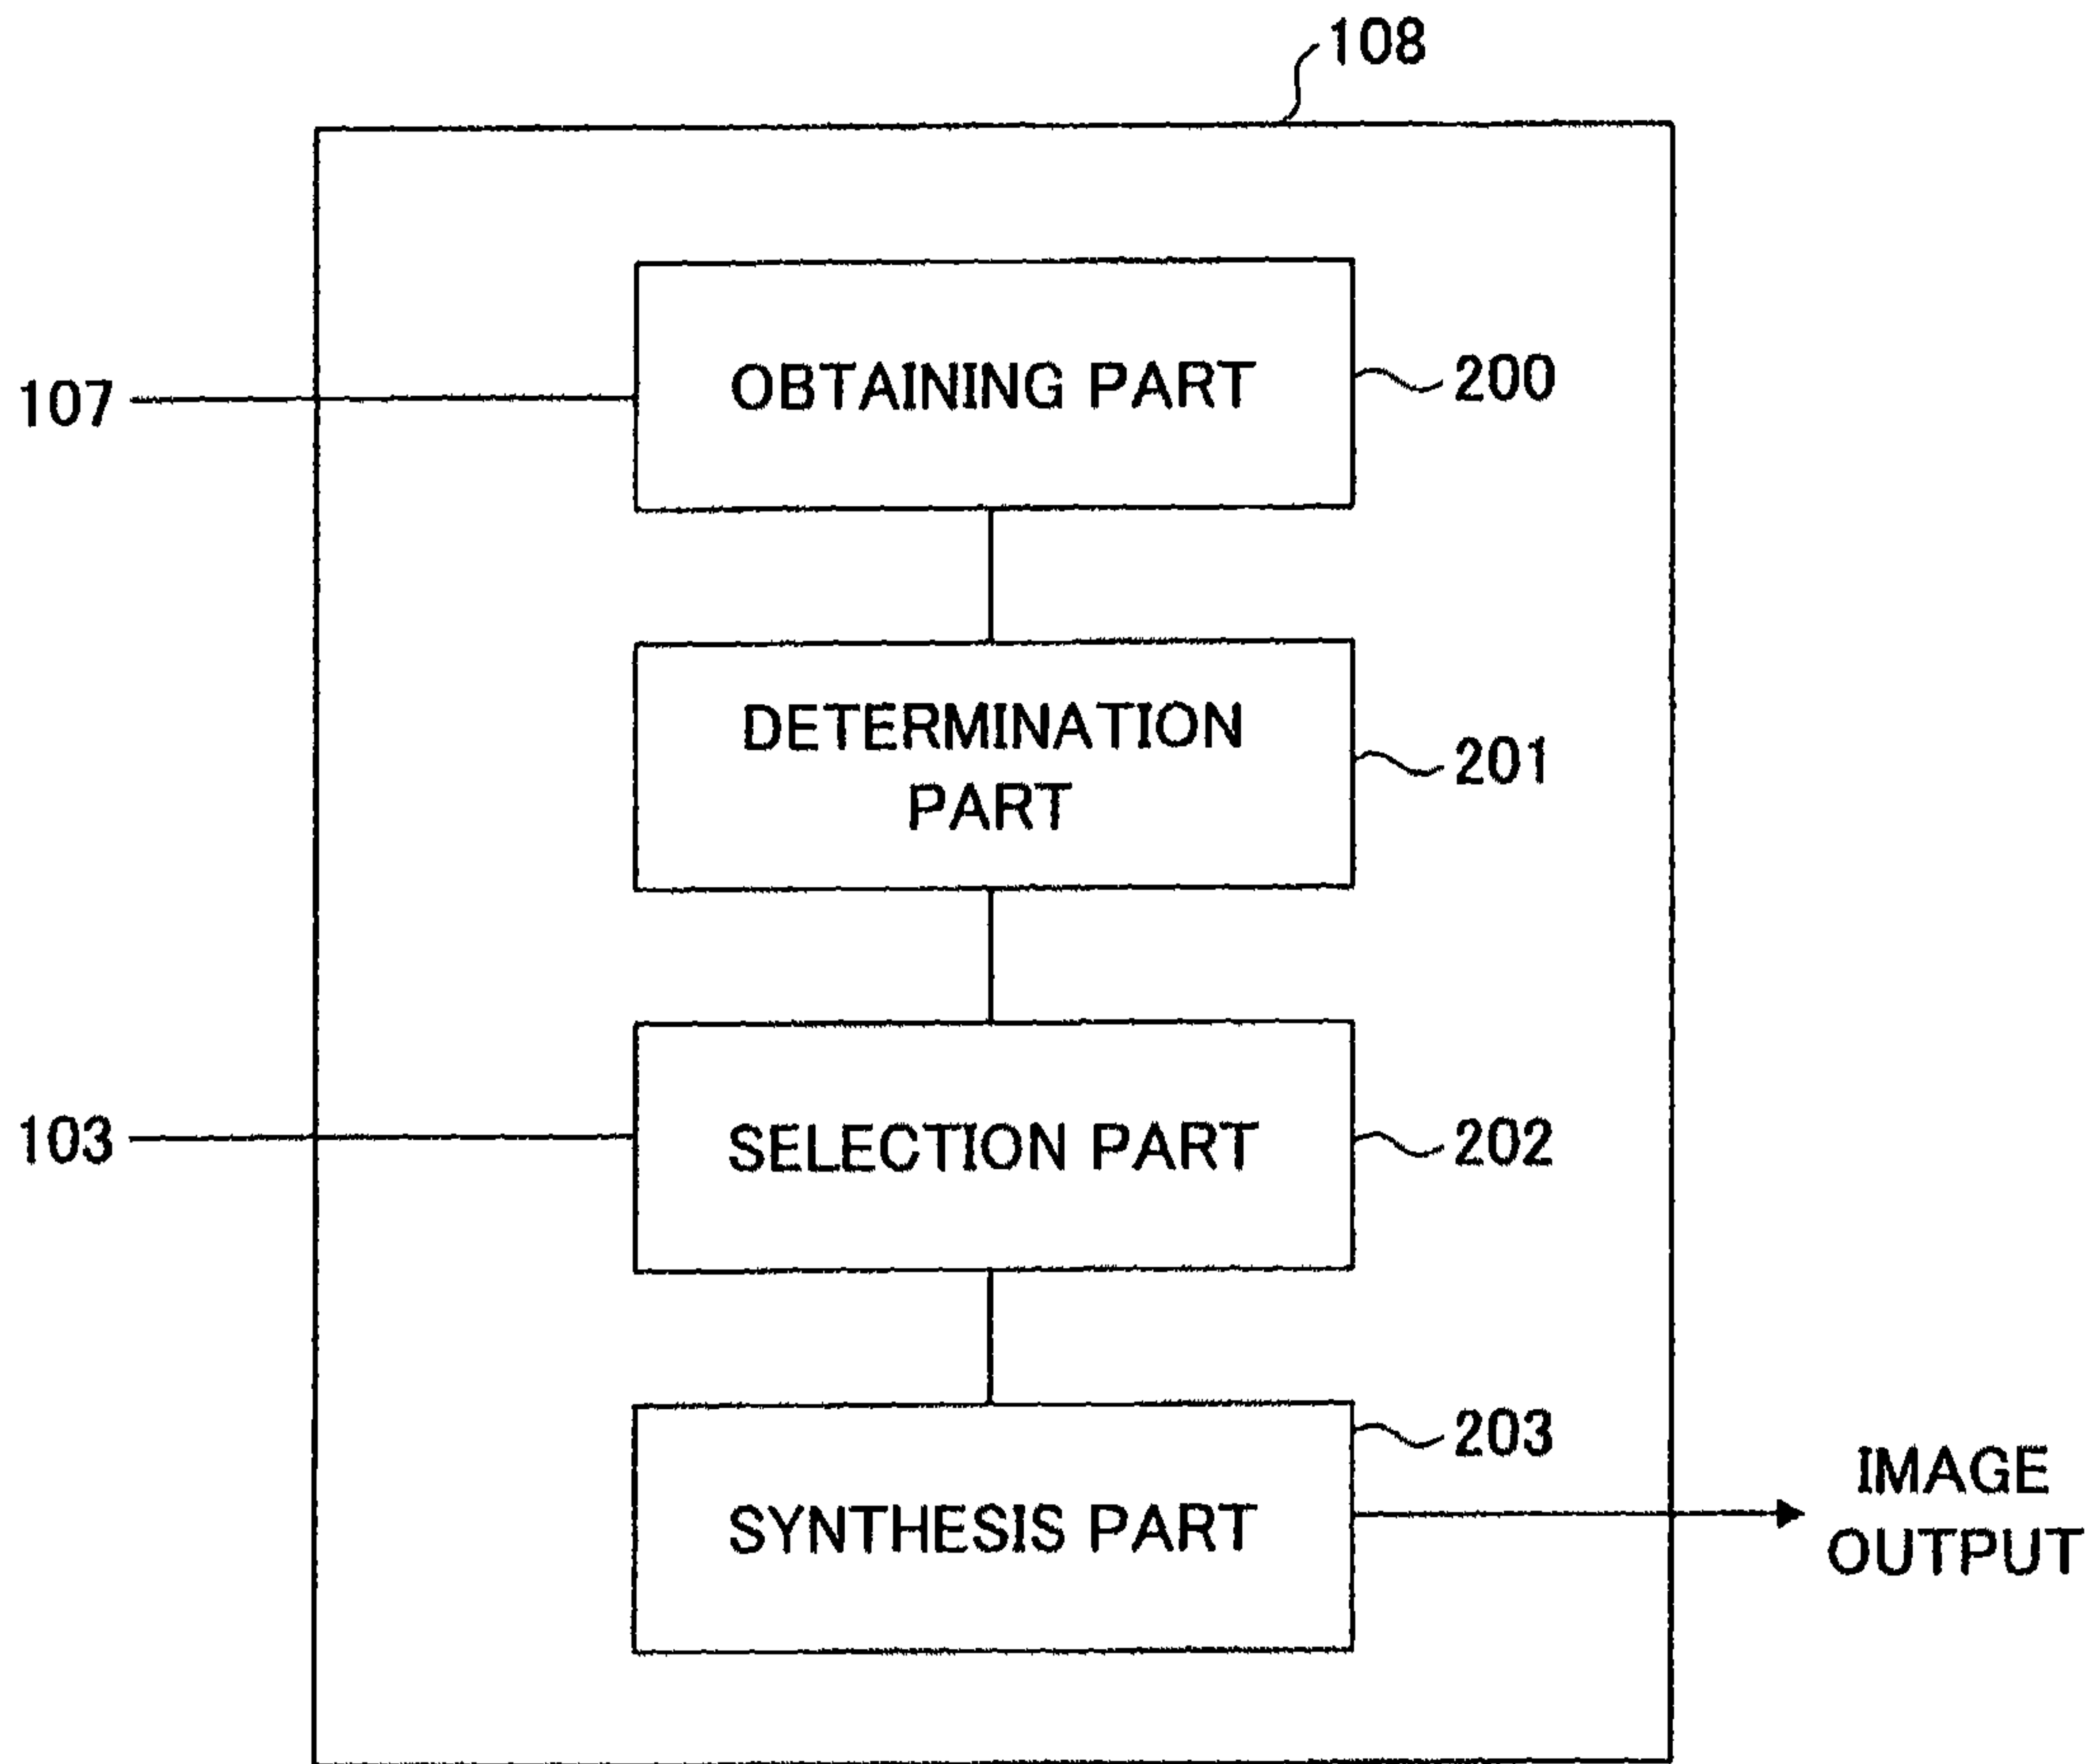 108
107
OBTAINING PART
200
DETERMINATION
PART
201
103
SELECTION PART
202
203
SYNTHESIS PART
IMAGE
OUTPUT